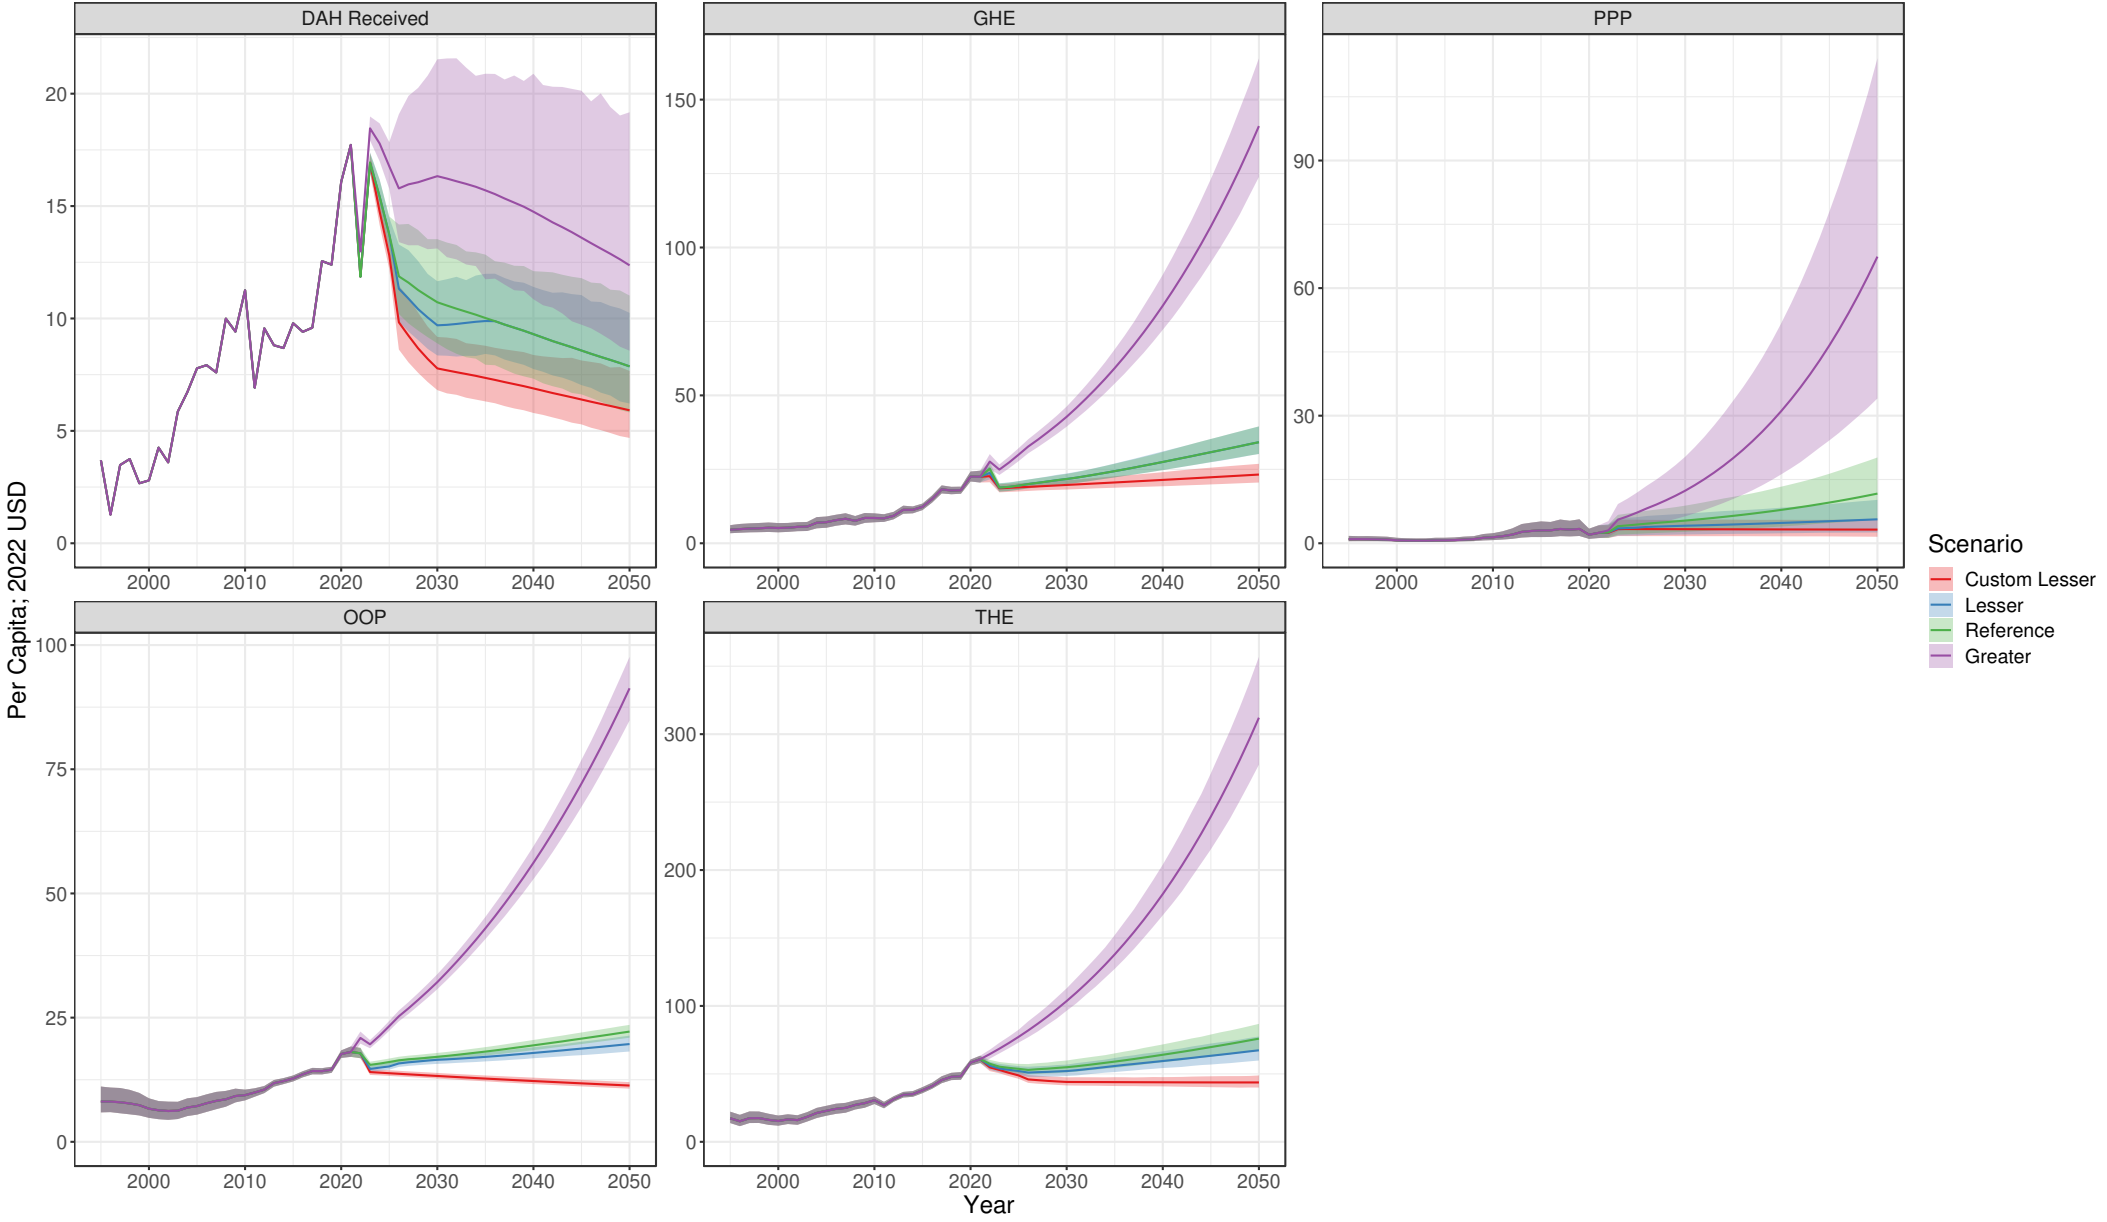 DAH Received
GHE
PPP
20
15
10
5
0
150
100
50
0
90
60
30
0
2000 2010 2020 2030 2040 2050
2000 2010 2020 2030 2040 2050
2000 2010 2020 2030 2040 2050
Per Capita; 2022 USD
OOP
THE
100
75
50
25
0
300
200
100
0
2000 2010 2020 2030 2040 2050
2000 2010 2020 2030 2040 2050
Year
Scenario
Custom Lesser
Lesser
Reference
Greater